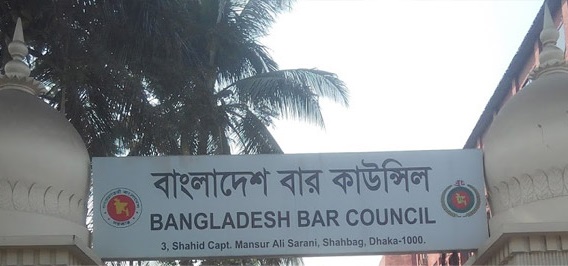 বাংলাদেশ বার কাউন্সিল
BANGLADESH BAR COUNCIL
3, Shahid Capt. Mansur Ali Sarani, Shahbag, Dhaka-1000.